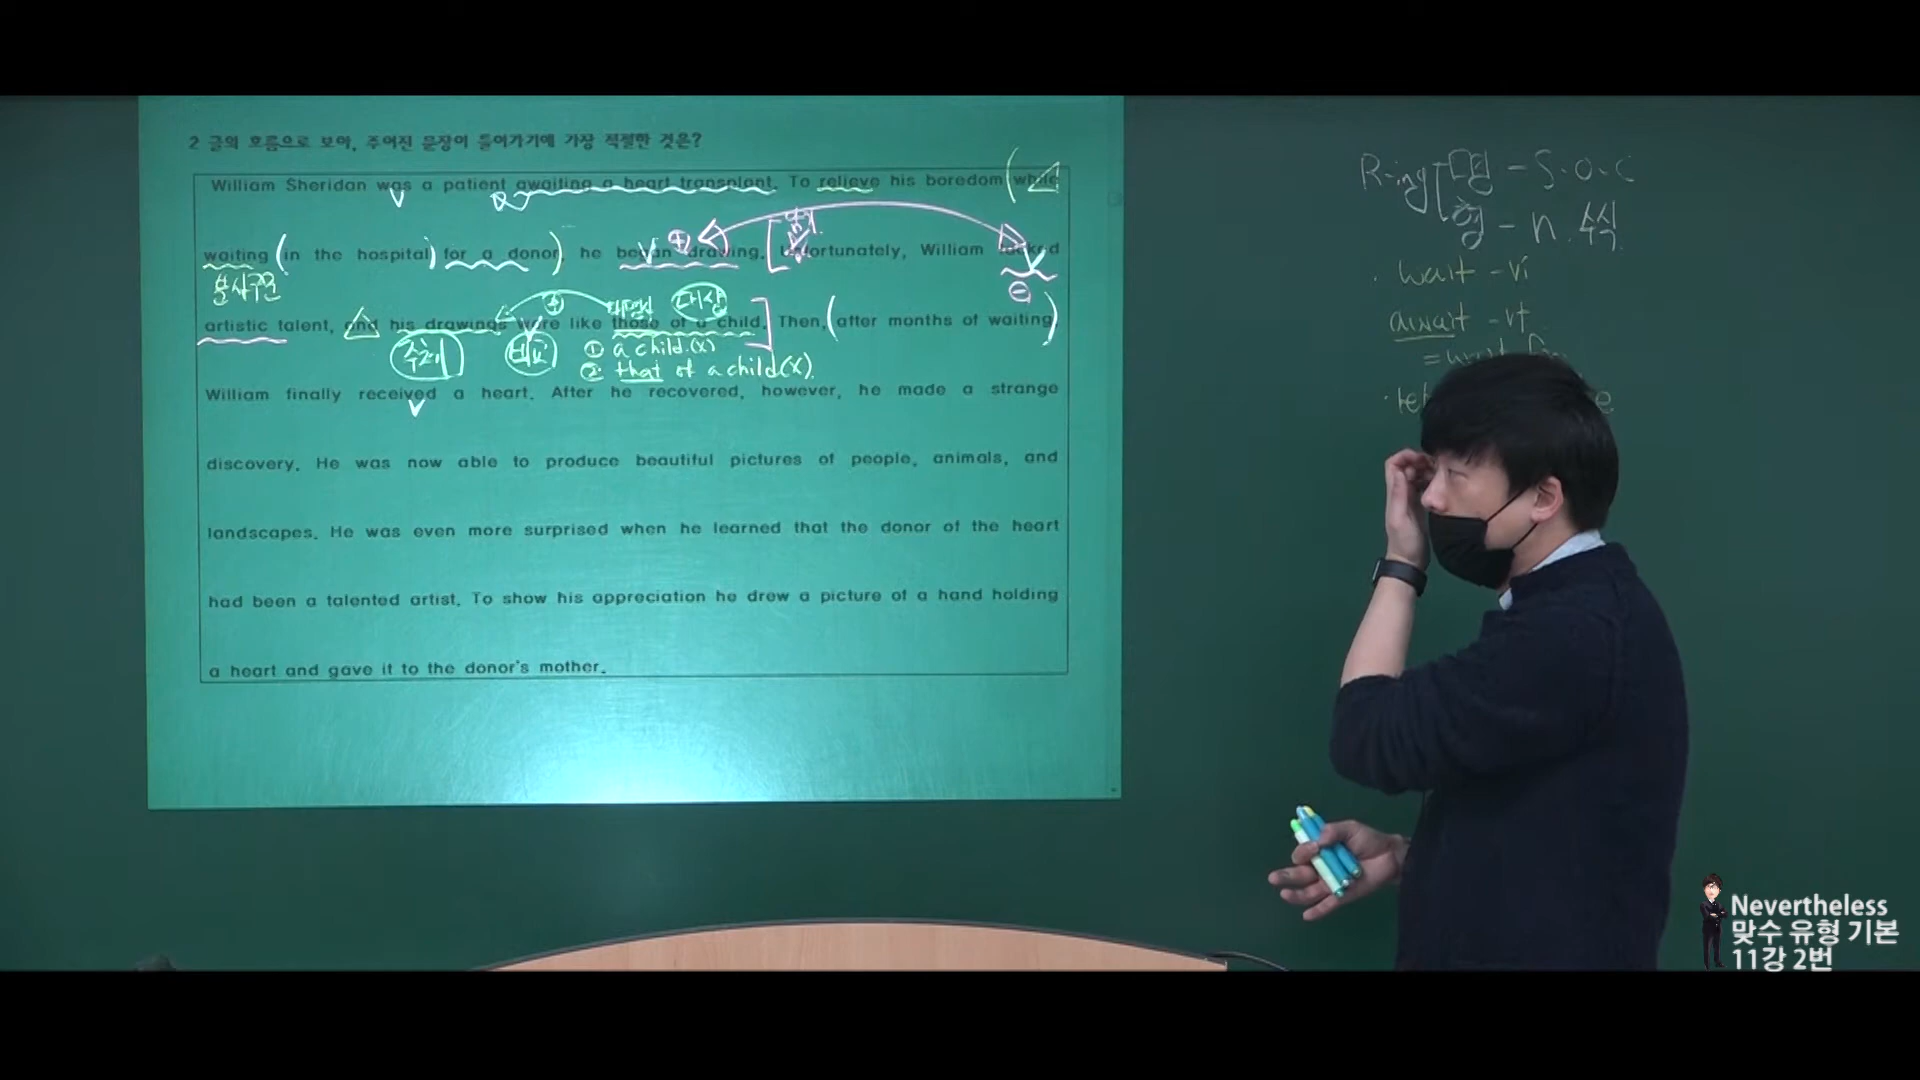 2 글의 흐름으로 보아, 주어진 문장이 들어가기에 가장 적절한 것은?
William Sheridan was a patient awaiting a heart transplant. To relieve his boredom while
waiting (in the hospital) for a donor) he began drawing. Unfortunately, William lacked
분사구문
artistic talent, and his drawings were like those of a child. Then, (after months of waiting)
대명사 대상
주체 비교 ① a child.(x)
② that of a child(x).
William finally received a heart. After he recovered, however, he made a strange
discovery. He was now able to produce beautiful pictures of people, animals, and
landscapes. He was even more surprised when he learned that the donor of the heart
had been a talented artist. To show his appreciation he drew a picture of a hand holding
a heart and gave it to the donor's mother.
R-ing 명 - S.O.C
형 - n.수식
· wait - vi
await - vt
Nevertheless
맞수 유형 기본
11강 2번